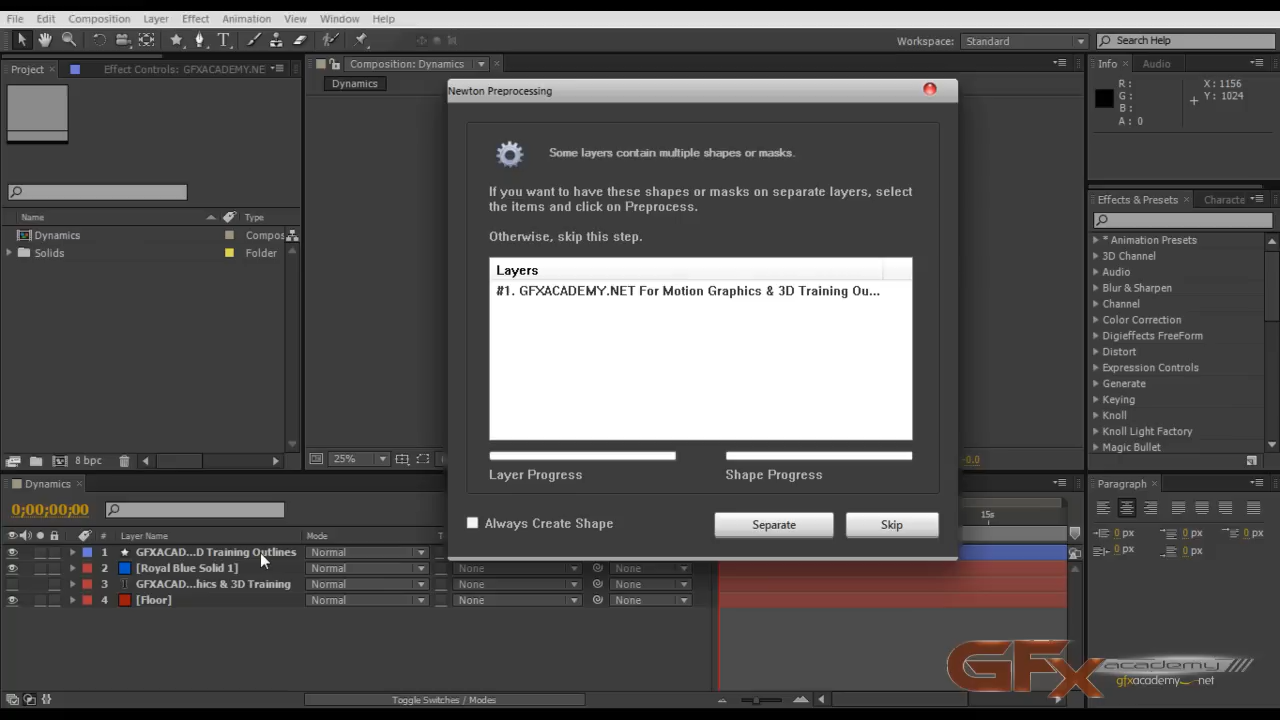 File Edit Composition Layer Effect Animation View Window Help
Workspace: Standard Search Help
Project Effect Controls: GFXACADEMY.NE
Composition: Dynamics
Info Audio
Dynamics
Newton Preprocessing
R: X: 1156
G: Y: 1024
B:
A: 0
Some layers contain multiple shapes or masks.
If you want to have these shapes or masks on separate layers, select
the items and click on Preprocess.
Otherwise, skip this step.
Layers
#1. GFXACADEMY.NET For Motion Graphics & 3D Training Ou...
Layer Progress Shape Progress
Always Create Shape Separate Skip
Name Type
Dynamics Compos
Solids Folder
8 bpc
25%
-0.0
Effects & Presets Characte
* Animation Presets
3D Channel
Audio
Blur & Sharpen
Channel
Color Correction
Digieffects FreeForm
Distort
Expression Controls
Generate
Keying
Knoll
Knoll Light Factory
Magic Bullet
Dynamics
0;00;00;00
15s
# Layer Name Mode T
1 GFXACAD...D Training Outlines Normal
2 [Royal Blue Solid 1] Normal None None
3 T GFXACAD...hics & 3D Training Normal None None
4 [Floor] Normal None None
Toggle Switches / Modes
Paragraph
0 px 0 px 0 px
0 px 0 px
GFx academy
gfxacademy.net